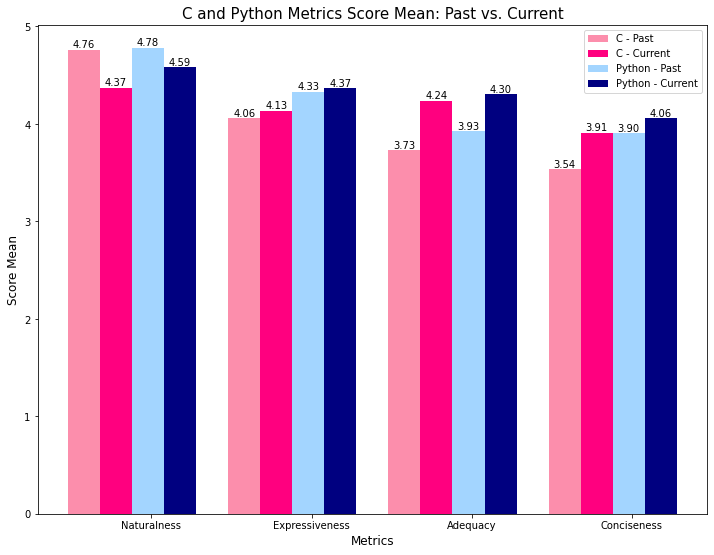 C and Python Metrics Score Mean: Past vs. Current
C - Past
C - Current
Python - Past
Python - Current
Score Mean
5
4
3
2
1
0
4.76
4.37
4.78
4.59
4.06
4.13
4.33
4.37
3.73
4.24
3.93
4.30
3.54
3.91
3.90
4.06
Naturalness
Expressiveness
Adequacy
Conciseness
Metrics